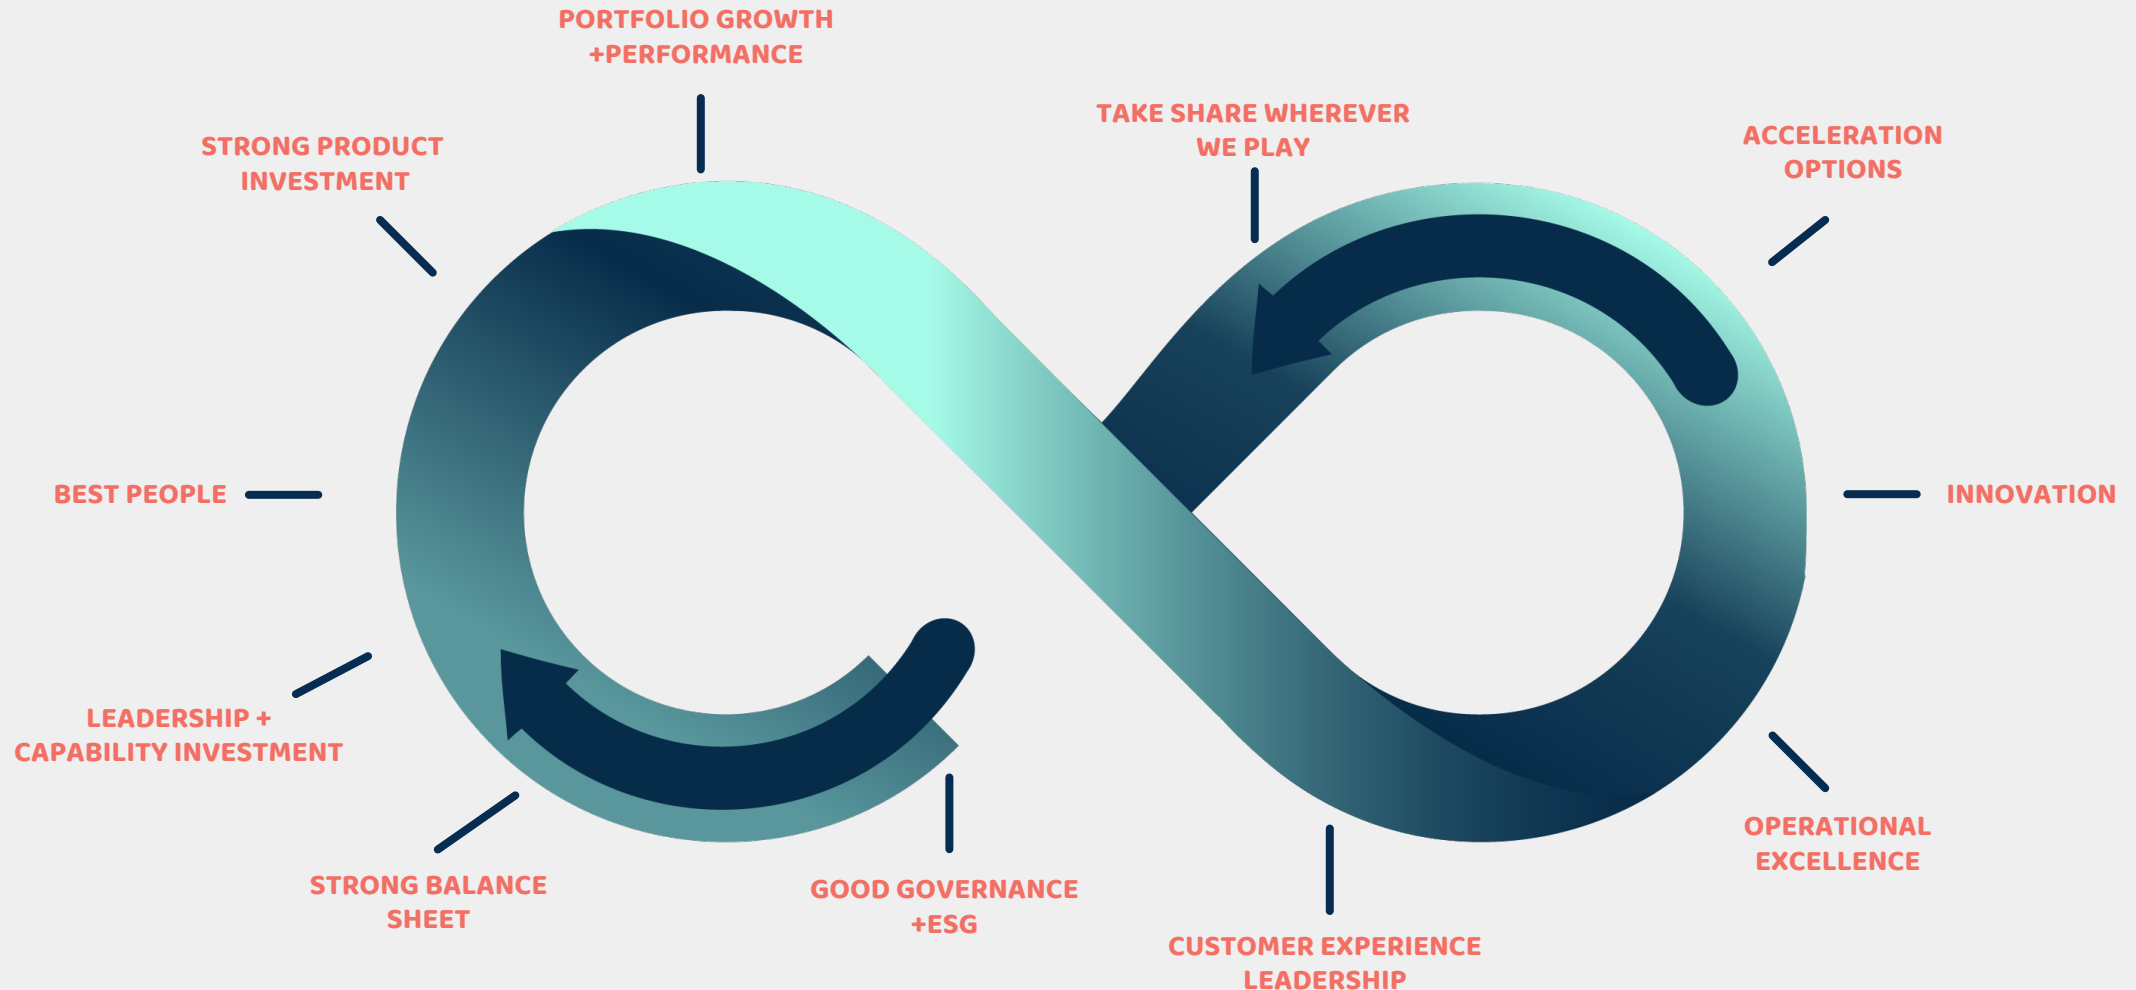 PORTFOLIO GROWTH
+PERFORMANCE
TAKE SHARE WHEREVER
WE PLAY
ACCELERATION
OPTIONS
STRONG PRODUCT
INVESTMENT
BEST PEOPLE
INNOVATION
LEADERSHIP +
CAPABILITY INVESTMENT
OPERATIONAL
EXCELLENCE
STRONG BALANCE
SHEET
GOOD GOVERNANCE
+ESG
CUSTOMER EXPERIENCE
LEADERSHIP